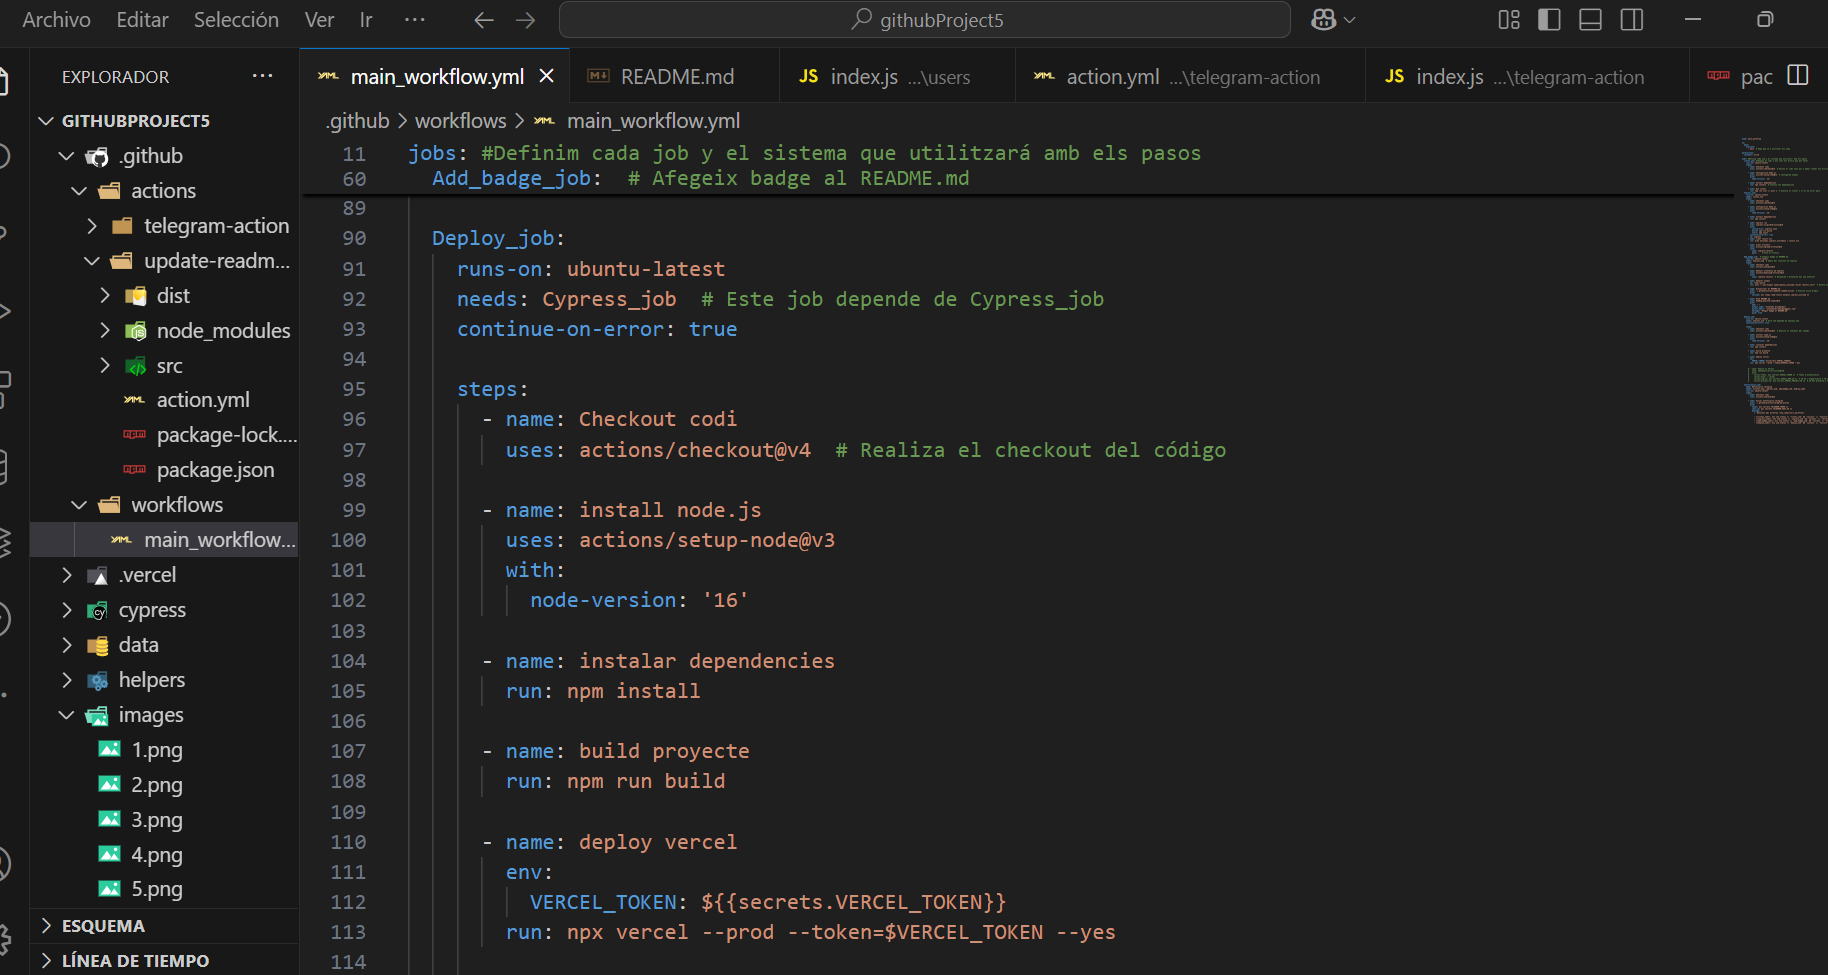 Archivo Editar Selección Ver Ir ··· githubProject5
EXPLORADOR ···
GITHUBPROJECT5
.github
actions
telegram-action
update-readm...
dist
node_modules
src
action.yml
package-lock....
package.json
workflows
main_workflow...
.vercel
cypress
data
helpers
images
1.png
2.png
3.png
4.png
5.png
ESQUEMA
LÍNEA DE TIEMPO
main_workflow.yml README.md JS index.js ...\users action.yml ...\telegram-action JS index.js ...\telegram-action pac
.github > workflows > main_workflow.yml
11 jobs: #Definim cada job y el sistema que utilitzará amb els pasos
60 Add_badge_job: # Afegeix badge al README.md
89
90 Deploy_job:
91 runs-on: ubuntu-latest
92 needs: Cypress_job # Este job depende de Cypress_job
93 continue-on-error: true
94
95 steps:
96 - name: Checkout codi
97 uses: actions/checkout@v4 # Realiza el checkout del código
98
99 - name: install node.js
100 uses: actions/setup-node@v3
101 with:
102 node-version: '16'
103
104 - name: instalar dependencies
105 run: npm install
106
107 - name: build proyecte
108 run: npm run build
109
110 - name: deploy vercel
111 env:
112 VERCEL_TOKEN: ${{secrets.VERCEL_TOKEN}}
113 run: npx vercel --prod --token=$VERCEL_TOKEN --yes
114